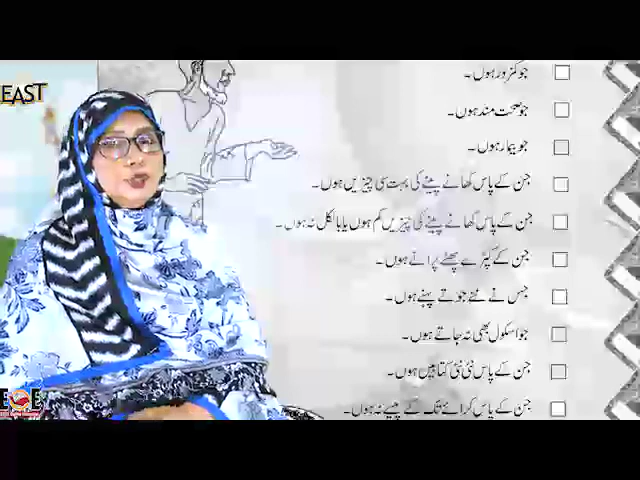 EAST
جو کمزور ہوں۔
جو صحت مند ہوں۔
جو بیمار ہوں۔
جن کے پاس کھانے پینے کی بہت سی چیزیں ہوں۔
جن کے پاس کھانے پینے کی چیزیں کم ہوں یا بالکل نہ ہوں۔
جن کے کپڑے پھٹے پرانے ہوں۔
جس نے نئے جوتے پہنے ہوں۔
جو اسکول بھی نہ جاتے ہوں۔
جن کے پاس نئی نئی کتابیں ہوں۔
جن کے پاس کرائے تک کے پیسے نہ ہوں۔